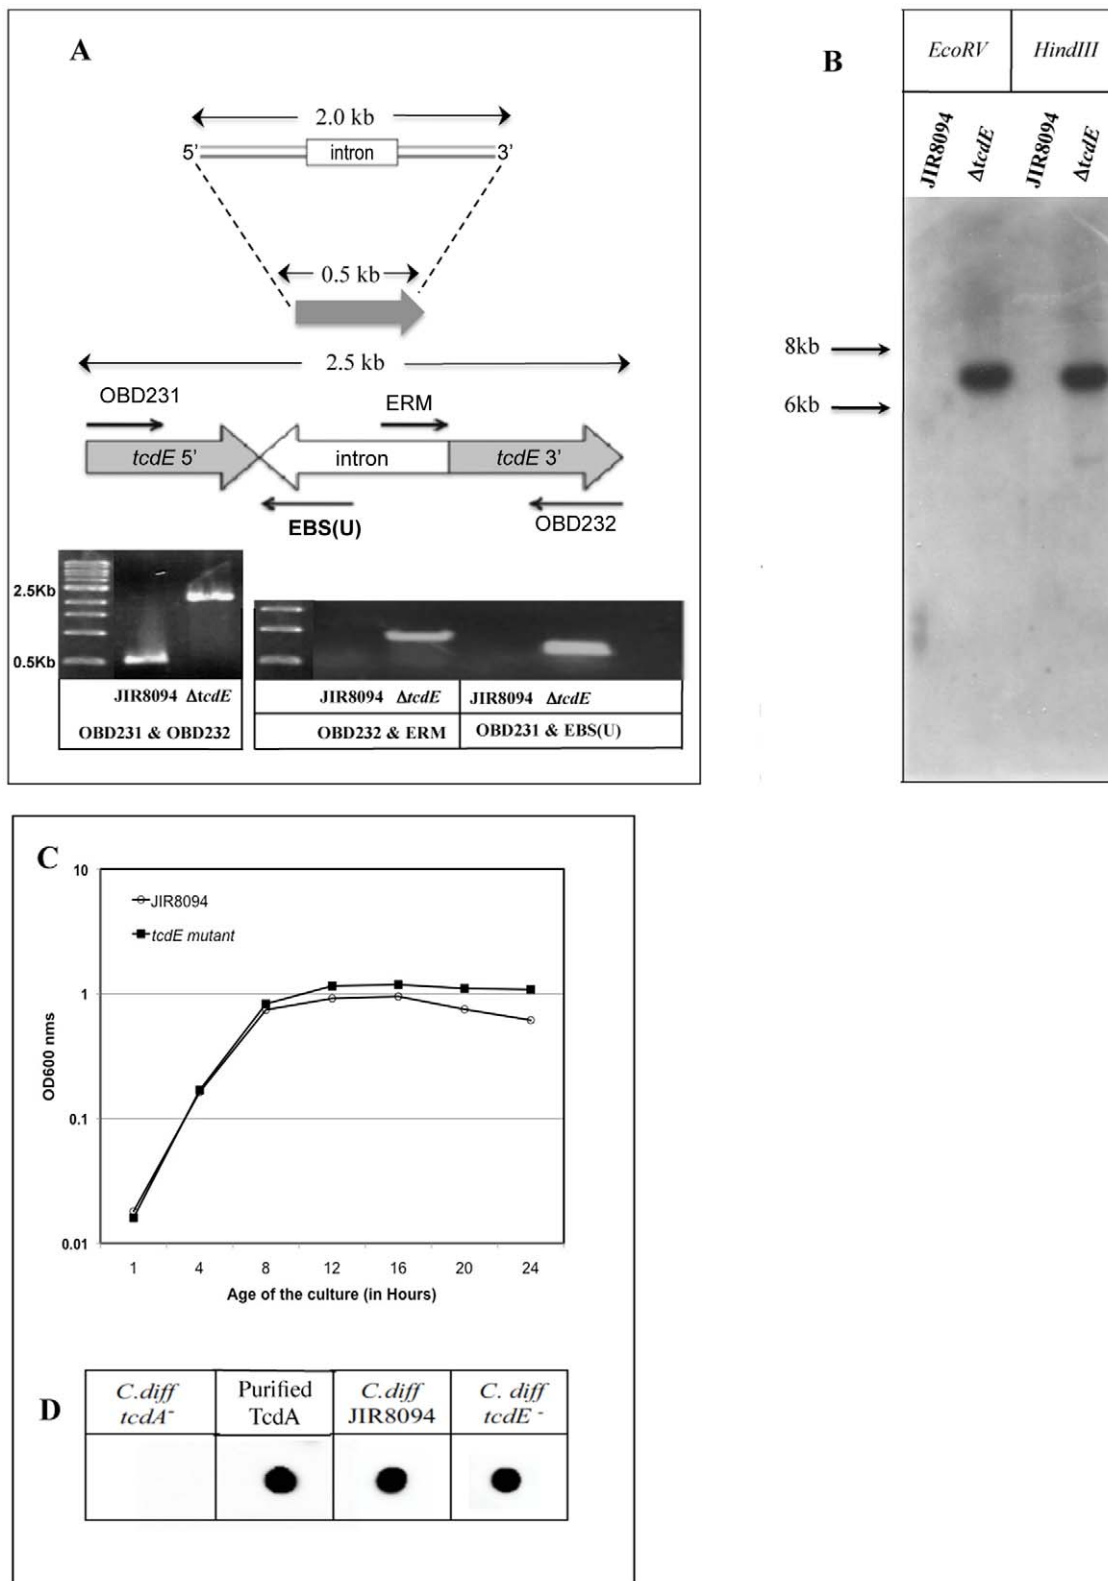 A
2.0 kb
5' intron 3'
0.5 kb
2.5 kb
OBD231 ERM
tcdE 5' intron tcdE 3'
EBS(U) OBD232
2.5Kb
0.5Kb
JIR8094 ΔtcdE
OBD231 & OBD232
JIR8094 ΔtcdE JIR8094 ΔtcdE
OBD232 & ERM OBD231 & EBS(U)
B
EcoRV HindIII
JIR8094 ΔtcdE JIR8094 ΔtcdE
8kb
6kb
C
10
JIR8094
tcdE mutant
1
OD600 nms
0.1
0.01
1 4 8 12 16 20 24
Age of the culture (in Hours)
D
C.diff Purified C.diff C. diff
tcdA- TcdA JIR8094 tcdE -